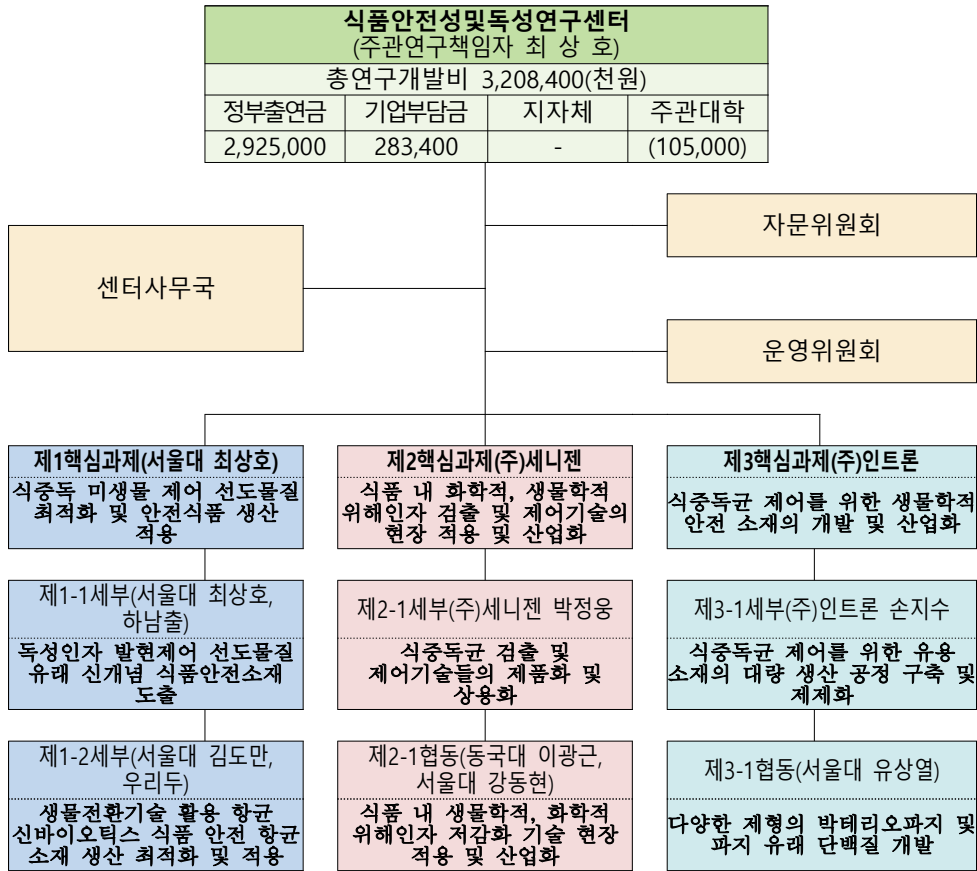 식품안전성및독성연구센터
(주관연구책임자 최 상 호)
총연구개발비 3,208,400(천원)
정부출연금 기업부담금 지자체 주관대학
2,925,000 283,400 - (105,000)
자문위원회
센터사무국
운영위원회
제1핵심과제(서울대 최상호)
식중독 미생물 제어 선도물질
최적화 및 안전식품 생산
적용
제2핵심과제(주)세니젠
식품 내 화학적, 생물학적
위해인자 검출 및 제어기술의
현장 적용 및 산업화
제3핵심과제(주)인트론
식중독균 제어를 위한 생물학적
안전 소재의 개발 및 산업화
제1-1세부(서울대 최상호,
하남출)
독성인자 발현제어 선도물질
유래 신개념 식품안전소재
도출
제2-1세부(주)세니젠 박정웅
식중독균 검출 및
제어기술들의 제품화 및
상용화
제3-1세부(주)인트론 손지수
식중독균 제어를 위한 유용
소재의 대량 생산 공정 구축 및
제제화
제1-2세부(서울대 김도만,
우리두)
생물전환기술 활용 항균
신바이오틱스 식품 안전 항균
소재 생산 최적화 및 적용
제2-1협동(동국대 이광근,
서울대 강동현)
식품 내 생물학적, 화학적
위해인자 저감화 기술 현장
적용 및 산업화
제3-1협동(서울대 유상열)
다양한 제형의 박테리오파지 및
파지 유래 단백질 개발